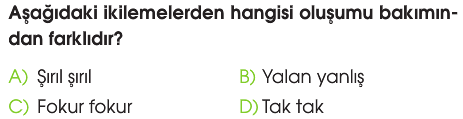 Aşağıdaki ikilemelerden hangisi oluşumu bakımın-
dan farklıdır?
A) Şırıl şırıl B) Yalan yanlış
C) Fokur fokur D) Tak tak